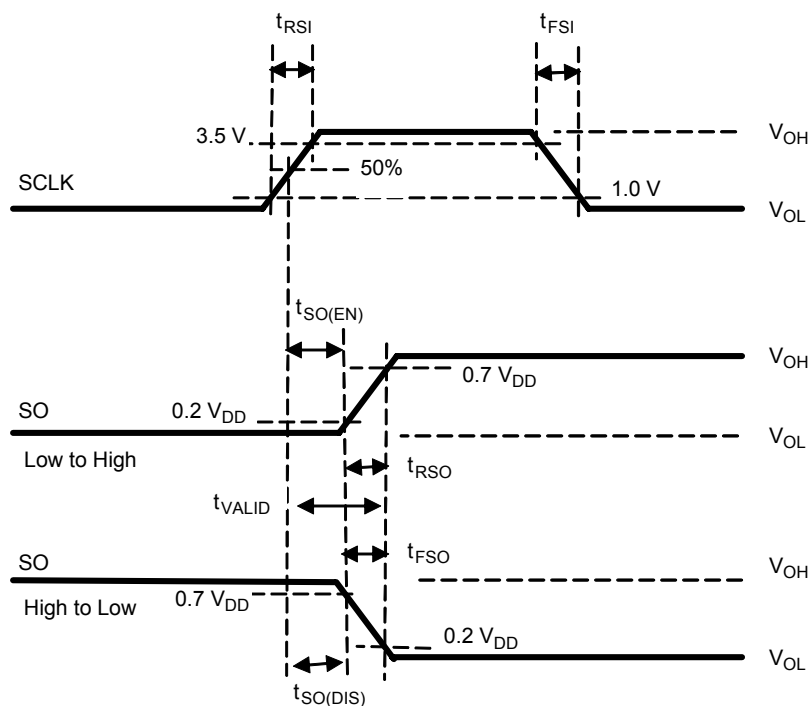 tRSI
tFSI
3.5 V
VOH
50%
SCLK
1.0 V
VOL
tSO(EN)
VOH
0.7 VDD
SO
0.2 VDD
VOL
Low to High
tRSO
tVALID
tFSO
SO
VOH
High to Low
0.7 VDD
0.2 VDD
VOL
tSO(DIS)